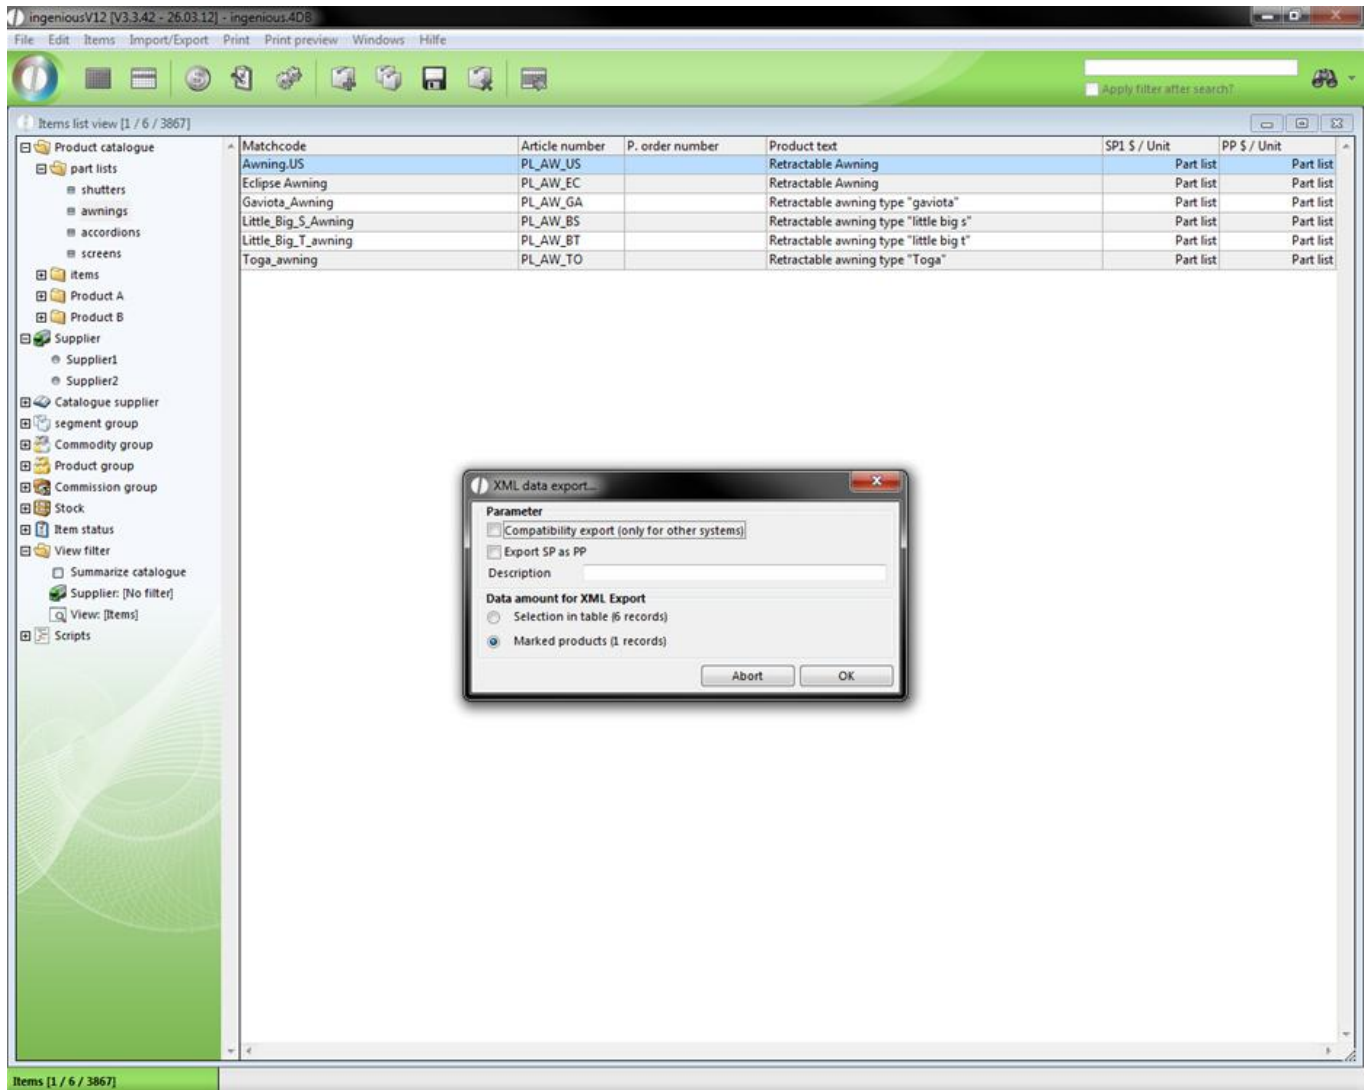 ingeniousV12 [V3.3.42 - 26.03.12] - ingenious.4DB
File Edit Items Import/Export Print Print preview Windows Hilfe
Apply filter after search?
Items list view [1 / 6 / 3867]
Product catalogue
part lists
shutters
awnings
accordions
screens
items
Product A
Product B
Supplier
Supplier1
Supplier2
Catalogue supplier
segment group
Commodity group
Product group
Commission group
Stock
Item status
View filter
Summarize catalogue
Supplier: [No filter]
View: [Items]
Scripts
Matchcode Article number P. order number Product text SP1 $ / Unit PP $ / Unit
Awning.US PL_AW_US Retractable Awning Part list Part list
Eclipse Awning PL_AW_EC Retractable Awning Part list Part list
Gaviota_Awning PL_AW_GA Retractable awning type "gaviota" Part list Part list
Little_Big_S_Awning PL_AW_BS Retractable awning type "little big s" Part list Part list
Little_Big_T_awning PL_AW_BT Retractable awning type "little big t" Part list Part list
Toga_awning PL_AW_TO Retractable awning type "Toga" Part list Part list
XML data export...
Parameter
Compatibility export (only for other systems)
Export SP as PP
Description
Data amount for XML Export
Selection in table (6 records)
Marked products (1 records)
Abort OK
Items [1 / 6 / 3867]